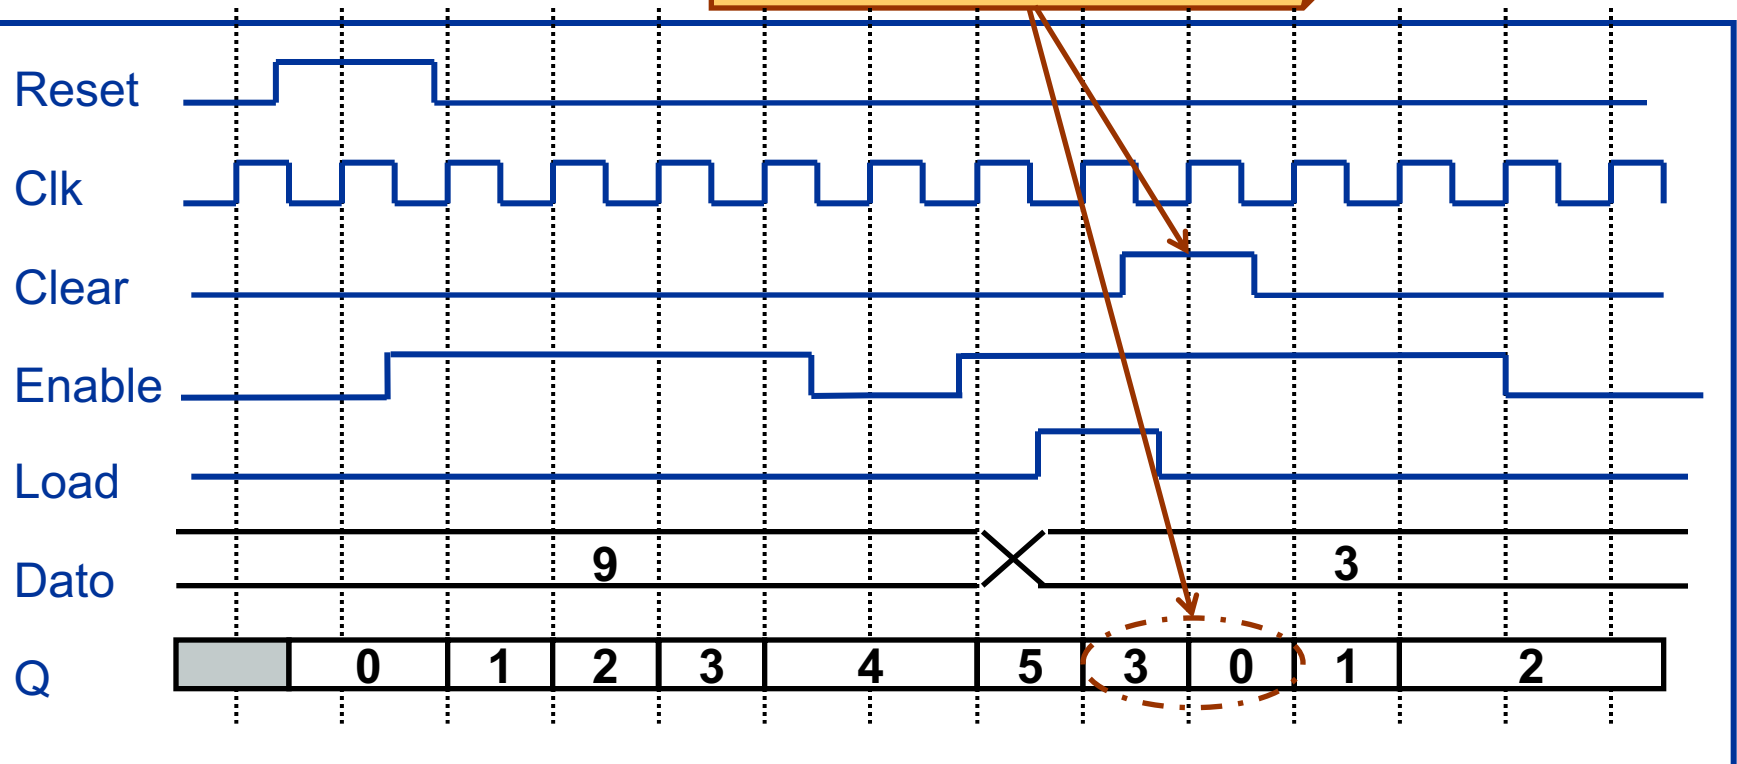 Reset
Clk
Clear
Enable
Load
Dato 9 3
Q 0 1 2 3 4 5 3 0 1 2